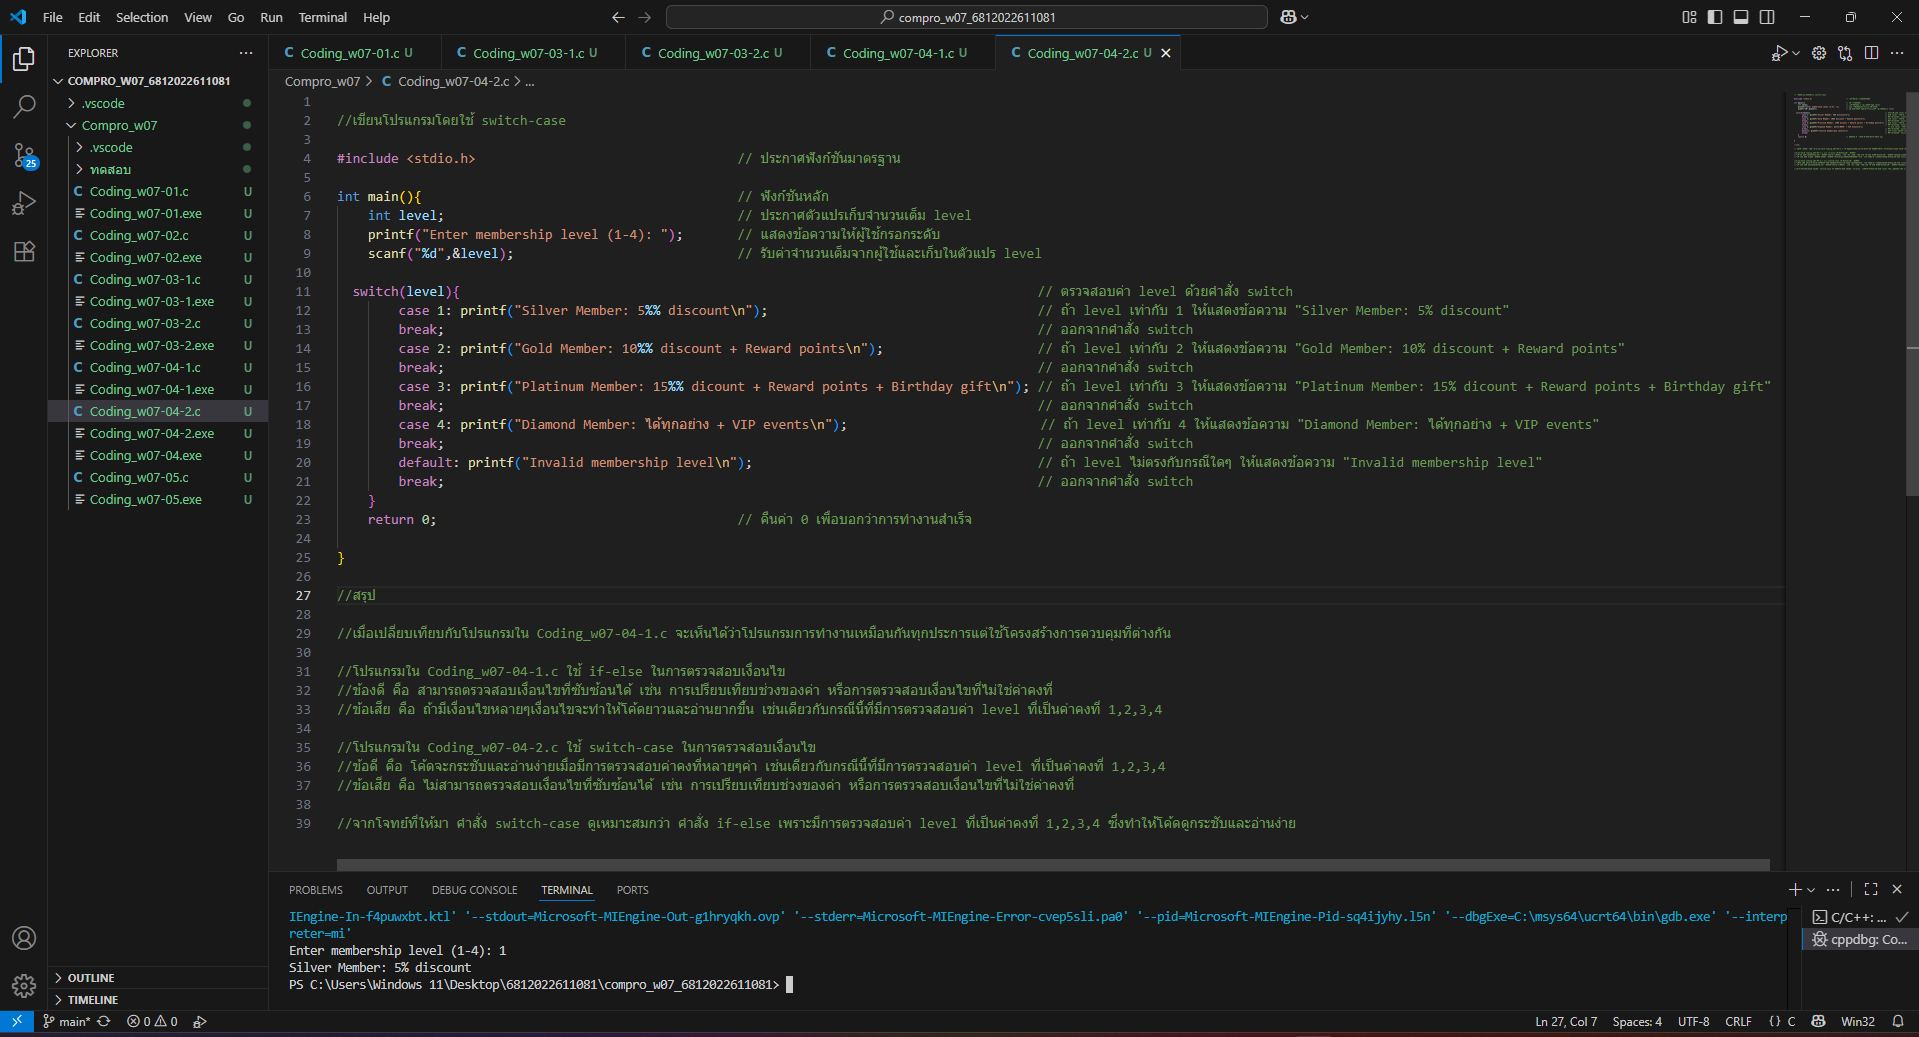 File Edit Selection View Go Run Terminal Help
compro_w07_6812022611081
EXPLORER
COMPRO_W07_6812022611081
.vscode
Compro_w07
.vscode
ทดสอบ
Coding_w07-01.c U
Coding_w07-01.exe U
Coding_w07-02.c U
Coding_w07-02.exe U
Coding_w07-03-1.c U
Coding_w07-03-1.exe U
Coding_w07-03-2.c U
Coding_w07-03-2.exe U
Coding_w07-04-1.c U
Coding_w07-04-1.exe U
Coding_w07-04-2.c U
Coding_w07-04-2.exe U
Coding_w07-04.exe U
Coding_w07-05.c U
Coding_w07-05.exe U
OUTLINE
TIMELINE
25
C Coding_w07-01.c U C Coding_w07-03-1.c U C Coding_w07-03-2.c U C Coding_w07-04-1.c U C Coding_w07-04-2.c U
Compro_w07 > C Coding_w07-04-2.c > ...
1
2 //เขียนโปรแกรมโดยใช้ switch-case
3
4 #include <stdio.h> // ประกาศฟังก์ชันมาตรฐาน
5
6 int main(){ // ฟังก์ชันหลัก
7 int level; // ประกาศตัวแปรเก็บจำนวนเต็ม level
8 printf("Enter membership level (1-4): "); // แสดงข้อความให้ผู้ใช้กรอกระดับ
9 scanf("%d",&level); // รับค่าจำนวนเต็มจากผู้ใช้และเก็บในตัวแปร level
10
11 switch(level){ // ตรวจสอบค่า level ด้วยคำสั่ง switch
12 case 1: printf("Silver Member: 5%% discount\n"); // ถ้า level เท่ากับ 1 ให้แสดงข้อความ "Silver Member: 5% discount"
13 break; // ออกจากคำสั่ง switch
14 case 2: printf("Gold Member: 10%% discount + Reward points\n"); // ถ้า level เท่ากับ 2 ให้แสดงข้อความ "Gold Member: 10% discount + Reward points"
15 break; // ออกจากคำสั่ง switch
16 case 3: printf("Platinum Member: 15%% dicount + Reward points + Birthday gift\n"); // ถ้า level เท่ากับ 3 ให้แสดงข้อความ "Platinum Member: 15% dicount + Reward points + Birthday gift"
17 break; // ออกจากคำสั่ง switch
18 case 4: printf("Diamond Member: ได้ทุกอย่าง + VIP events\n"); // ถ้า level เท่ากับ 4 ให้แสดงข้อความ "Diamond Member: ได้ทุกอย่าง + VIP events"
19 break; // ออกจากคำสั่ง switch
20 default: printf("Invalid membership level\n"); // ถ้า level ไม่ตรงกับกรณีใดๆ ให้แสดงข้อความ "Invalid membership level"
21 break; // ออกจากคำสั่ง switch
22 }
23 return 0; // คืนค่า 0 เพื่อบอกว่าการทำงานสำเร็จ
24
25 }
26
27 //สรุป
28
29 //เมื่อเปลี่ยบเทียบกับโปรแกรมใน Coding_w07-04-1.c จะเห็นได้ว่าโปรแกรมการทำงานเหมือนกันทุกประการแต่ใช้โครงสร้างการควบคุมที่ต่างกัน
30
31 //โปรแกรมใน Coding_w07-04-1.c ใช้ if-else ในการตรวจสอบเงื่อนไข
32 //ข้องดี คือ สามารถตรวจสอบเงื่อนไขที่ซับซ้อนได้ เช่น การเปรียบเทียบช่วงของค่า หรือการตรวจสอบเงื่อนไขที่ไม่ใช่ค่าคงที่
33 //ข้อเสีย คือ ถ้ามีเงื่อนไขหลายๆเงื่อนไขจะทำให้โค้ดยาวและอ่านยากขึ้น เช่นเดียวกับกรณีนี้ที่มีการตรวจสอบค่า level ที่เป็นค่าคงที่ 1,2,3,4
34
35 //โปรแกรมใน Coding_w07-04-2.c ใช้ switch-case ในการตรวจสอบเงื่อนไข
36 //ข้อดี คือ โค้ดจะกระชับและอ่านง่ายเมื่อมีการตรวจสอบค่าคงที่หลายๆค่า เช่นเดียวกับกรณีนี้ที่มีการตรวจสอบค่า level ที่เป็นค่าคงที่ 1,2,3,4
37 //ข้อเสีย คือ ไม่สามารถตรวจสอบเงื่อนไขที่ซับซ้อนได้ เช่น การเปรียบเทียบช่วงของค่า หรือการตรวจสอบเงื่อนไขที่ไม่ใช่ค่าคงที่
38
39 //จากโจทย์ที่ให้มา คำสั่ง switch-case ดูเหมาะสมกว่า คำสั่ง if-else เพราะมีการตรวจสอบค่า level ที่เป็นค่าคงที่ 1,2,3,4 ซึ่งทำให้โค้ดดูกระชับและอ่านง่าย
PROBLEMS OUTPUT DEBUG CONSOLE TERMINAL PORTS
IEngine-In-f4puwxbt.ktl' '--stdout=Microsoft-MIEngine-Out-g1hryqkh.ovp' '--stderr=Microsoft-MIEngine-Error-cvep5sli.pa0' '--pid=Microsoft-MIEngine-Pid-sq4ijyhy.l5n' '--dbgExe=C:\msys64\ucrt64\bin\gdb.exe' '--interp
reter=mi'
Enter membership level (1-4): 1
Silver Member: 5% discount
PS C:\Users\Windows 11\Desktop\6812022611081\compro_w07_6812022611081>
C/C++: ...
cppdbg: Co...
main* 0 0 Ln 27, Col 7 Spaces: 4 UTF-8 CRLF {} C Win32